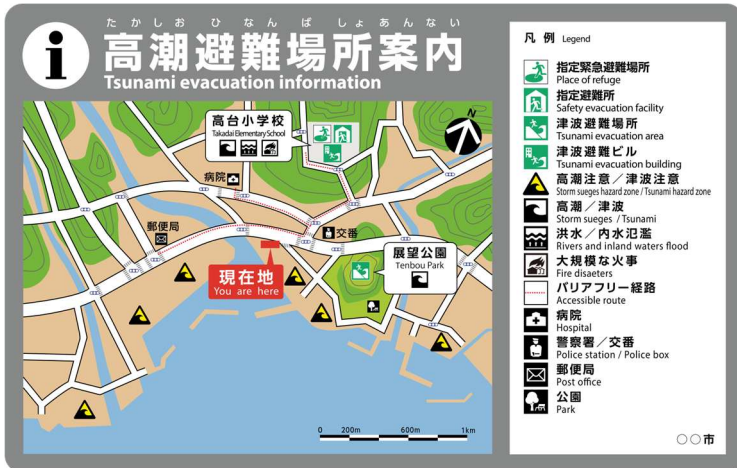 たかしおひなんばしょあんない
高潮避難場所案内
Tsunami evacuation information
高台小学校
Takadai Elementary School
N
病院
郵便局
交番
展望公園
Tenbou Park
現在地
You are here
0 200m 600m 1km
凡例 Legend
指定緊急避難場所
Place of refuge
指定避難所
Safety evacuation facility
津波避難場所
Tsunami evacuation area
津波避難ビル
Tsunami evacuation building
高潮注意／津波注意
Storm sueges hazard zone / Tsunami hazard zone
高潮／津波
Storm sueges / Tsunami
洪水／内水氾濫
Rivers and inland waters flood
大規模な火事
Fire disaeters
バリアフリー経路
Accessible route
病院
Hospital
警察署／交番
Police station / Police box
郵便局
Post office
公園
Park
○○市